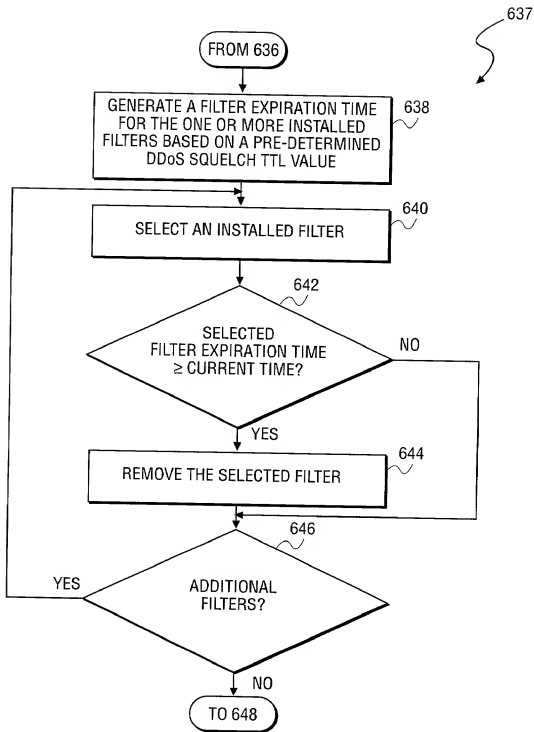 637
FROM 636
GENERATE A FILTER EXPIRATION TIME
FOR THE ONE OR MORE INSTALLED
FILTERS BASED ON A PRE-DETERMINED
DDoS SQUELCH TTL VALUE
638
SELECT AN INSTALLED FILTER
640
642
SELECTED
FILTER EXPIRATION TIME
≥ CURRENT TIME?
NO
YES
REMOVE THE SELECTED FILTER
644
646
YES
ADDITIONAL
FILTERS?
NO
TO 648